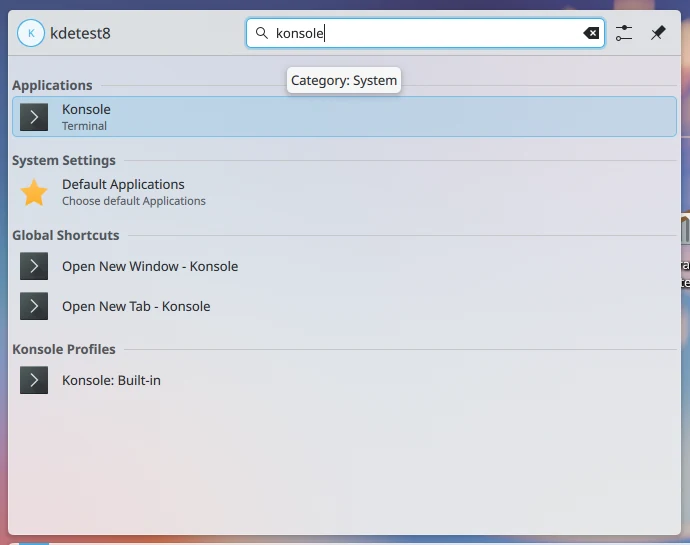 K kdetest8
konsole
Category: System
Applications
Konsole
Terminal
System Settings
Default Applications
Choose default Applications
Global Shortcuts
Open New Window - Konsole
Open New Tab - Konsole
Konsole Profiles
Konsole: Built-in